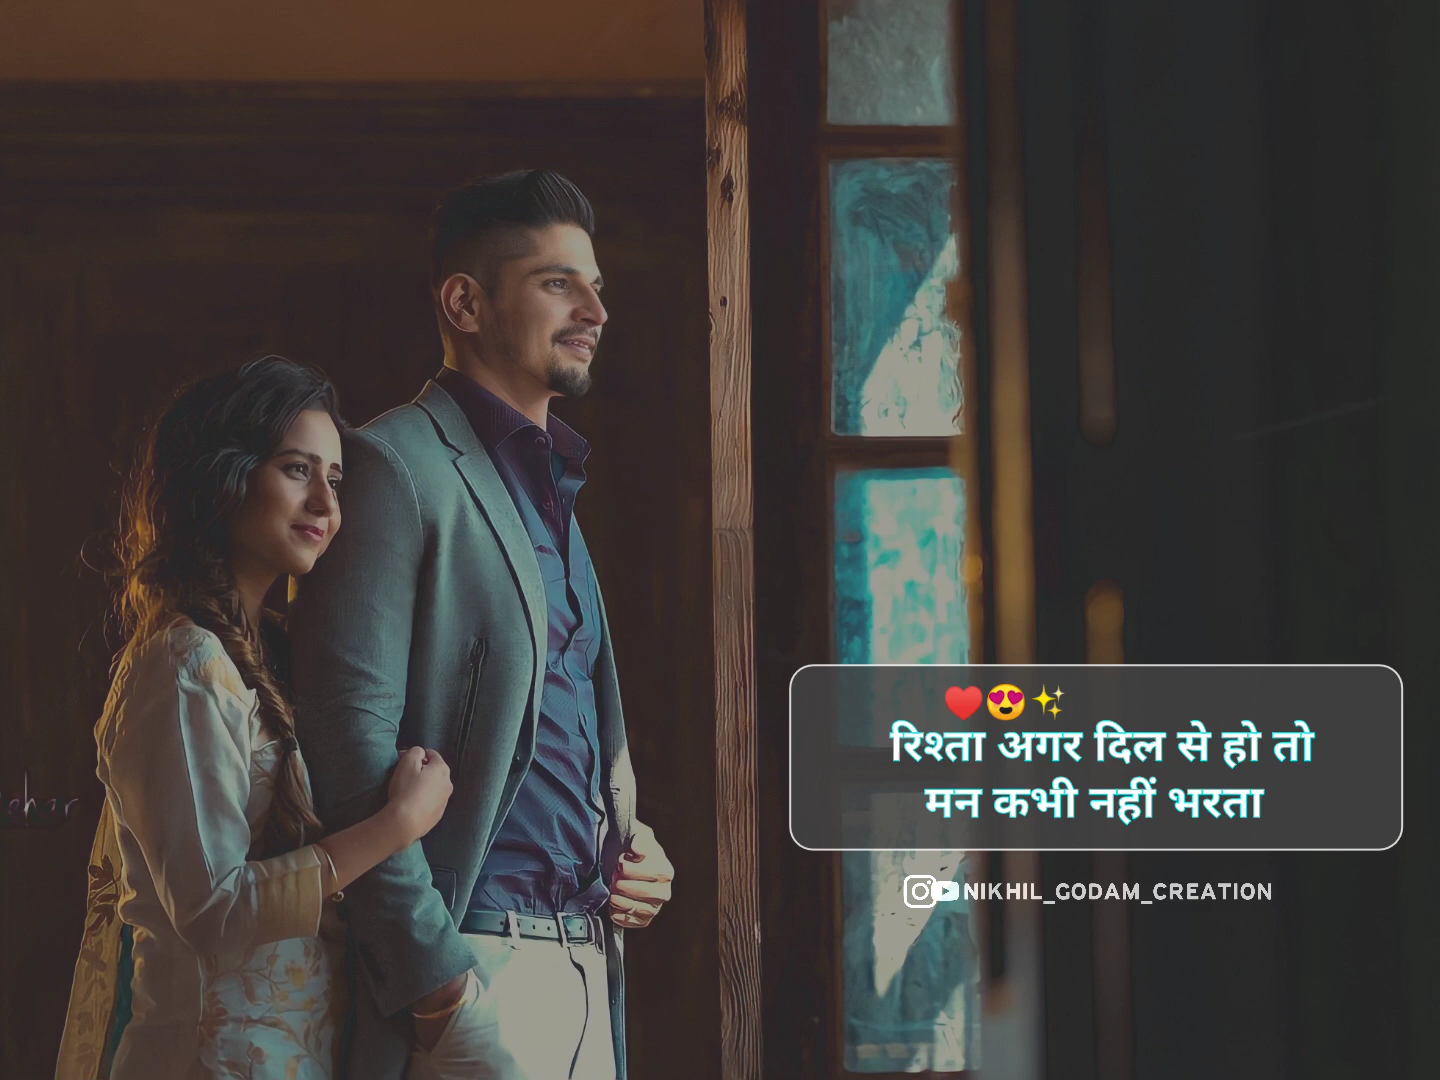 ❤️😍✨
रिश्ता अगर दिल से हो तो
मन कभी नहीं भरता
NIKHIL_GODAM_CREATION